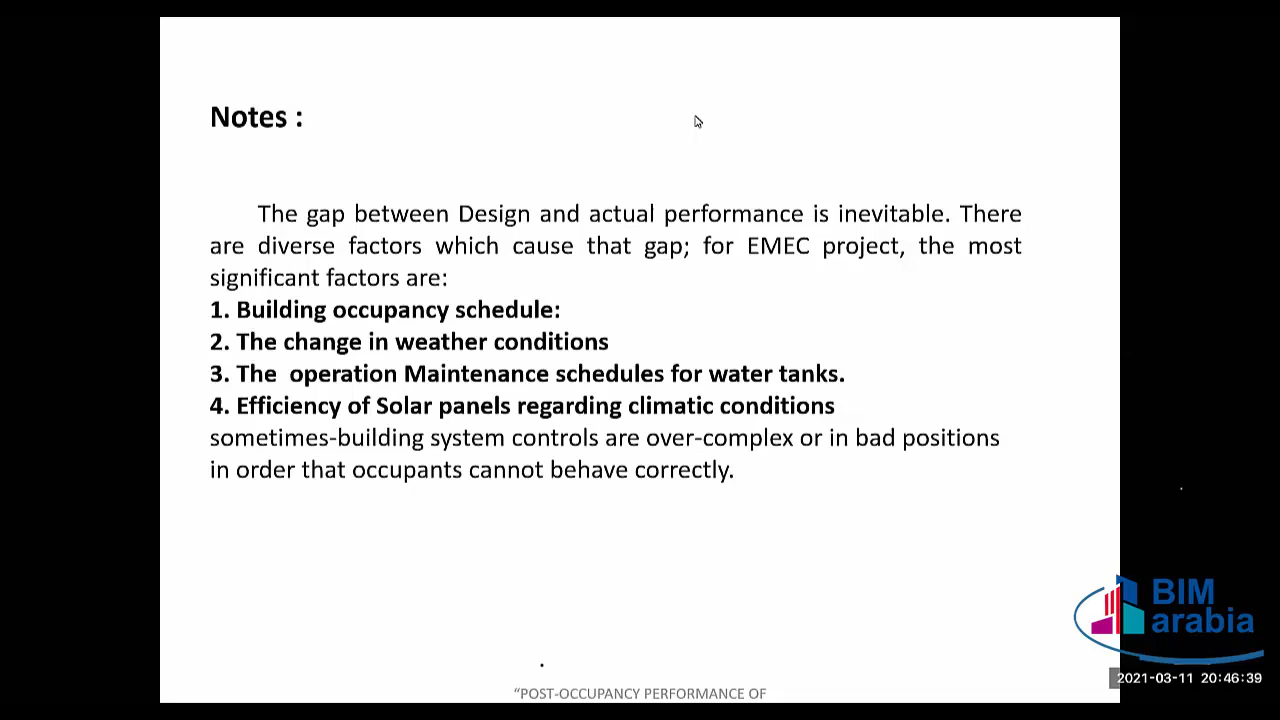 Notes :
The gap between Design and actual performance is inevitable. There
are diverse factors which cause that gap; for EMEC project, the most
significant factors are:
1. Building occupancy schedule:
2. The change in weather conditions
3. The  operation Maintenance schedules for water tanks.
4. Efficiency of Solar panels regarding climatic conditions
sometimes-building system controls are over-complex or in bad positions
in order that occupants cannot behave correctly.
.
“POST-OCCUPANCY PERFORMANCE OF
BIM
arabia
2021-03-11 20:46:39